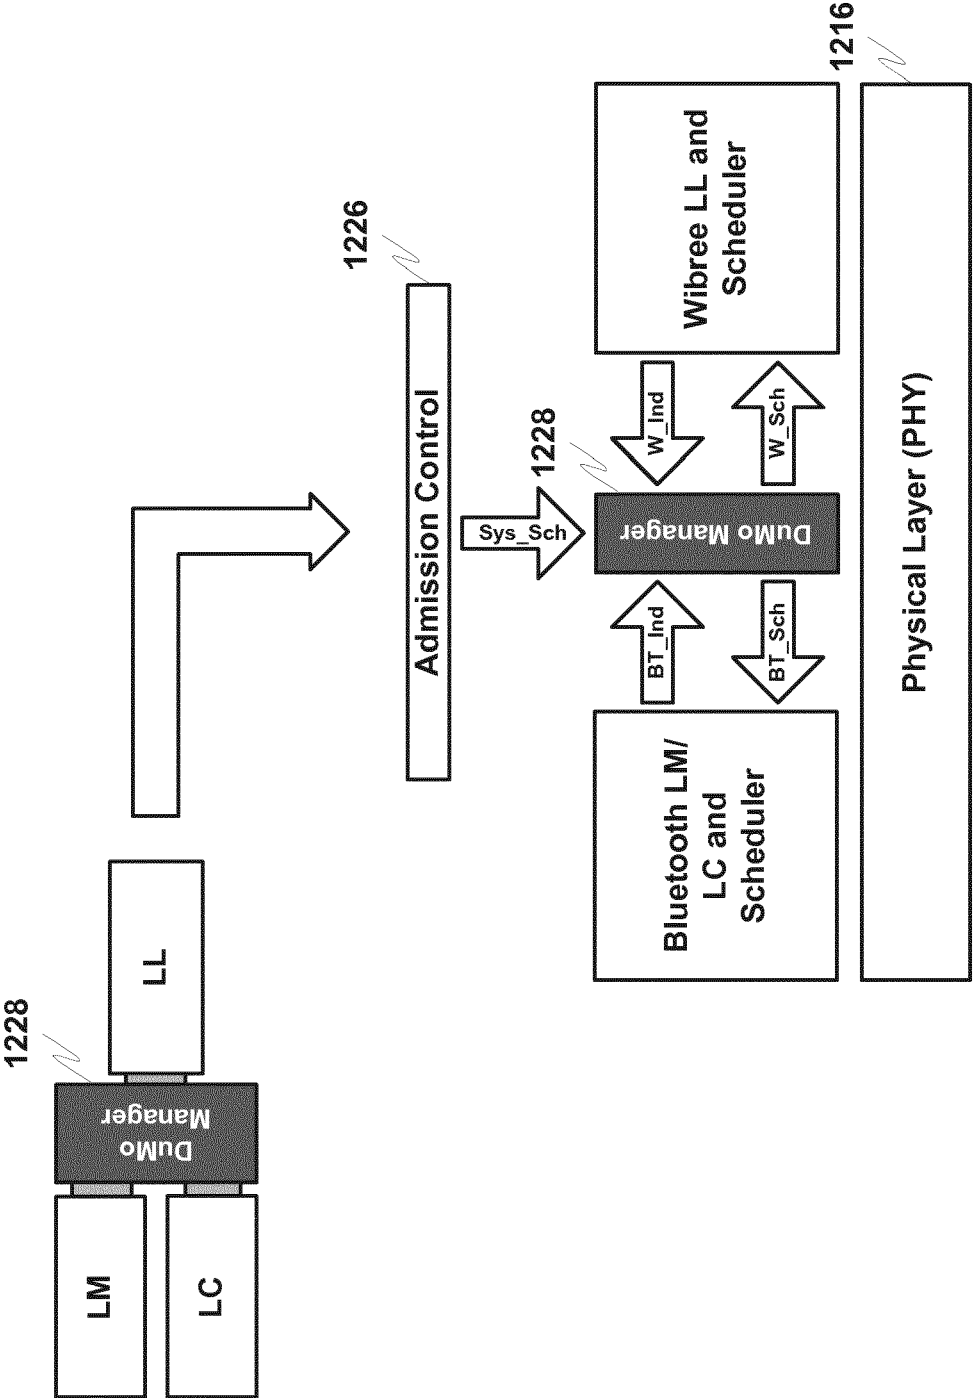 1228
LM
LC
DuMo
Manager
LL
1226
Admission Control
Sys_Sch
1228
Bluetooth LM/
LC and
Scheduler
BT_Ind
BT_Sch
DuMo Manager
W_Ind
W_Sch
Wibree LL and
Scheduler
1216
Physical Layer (PHY)